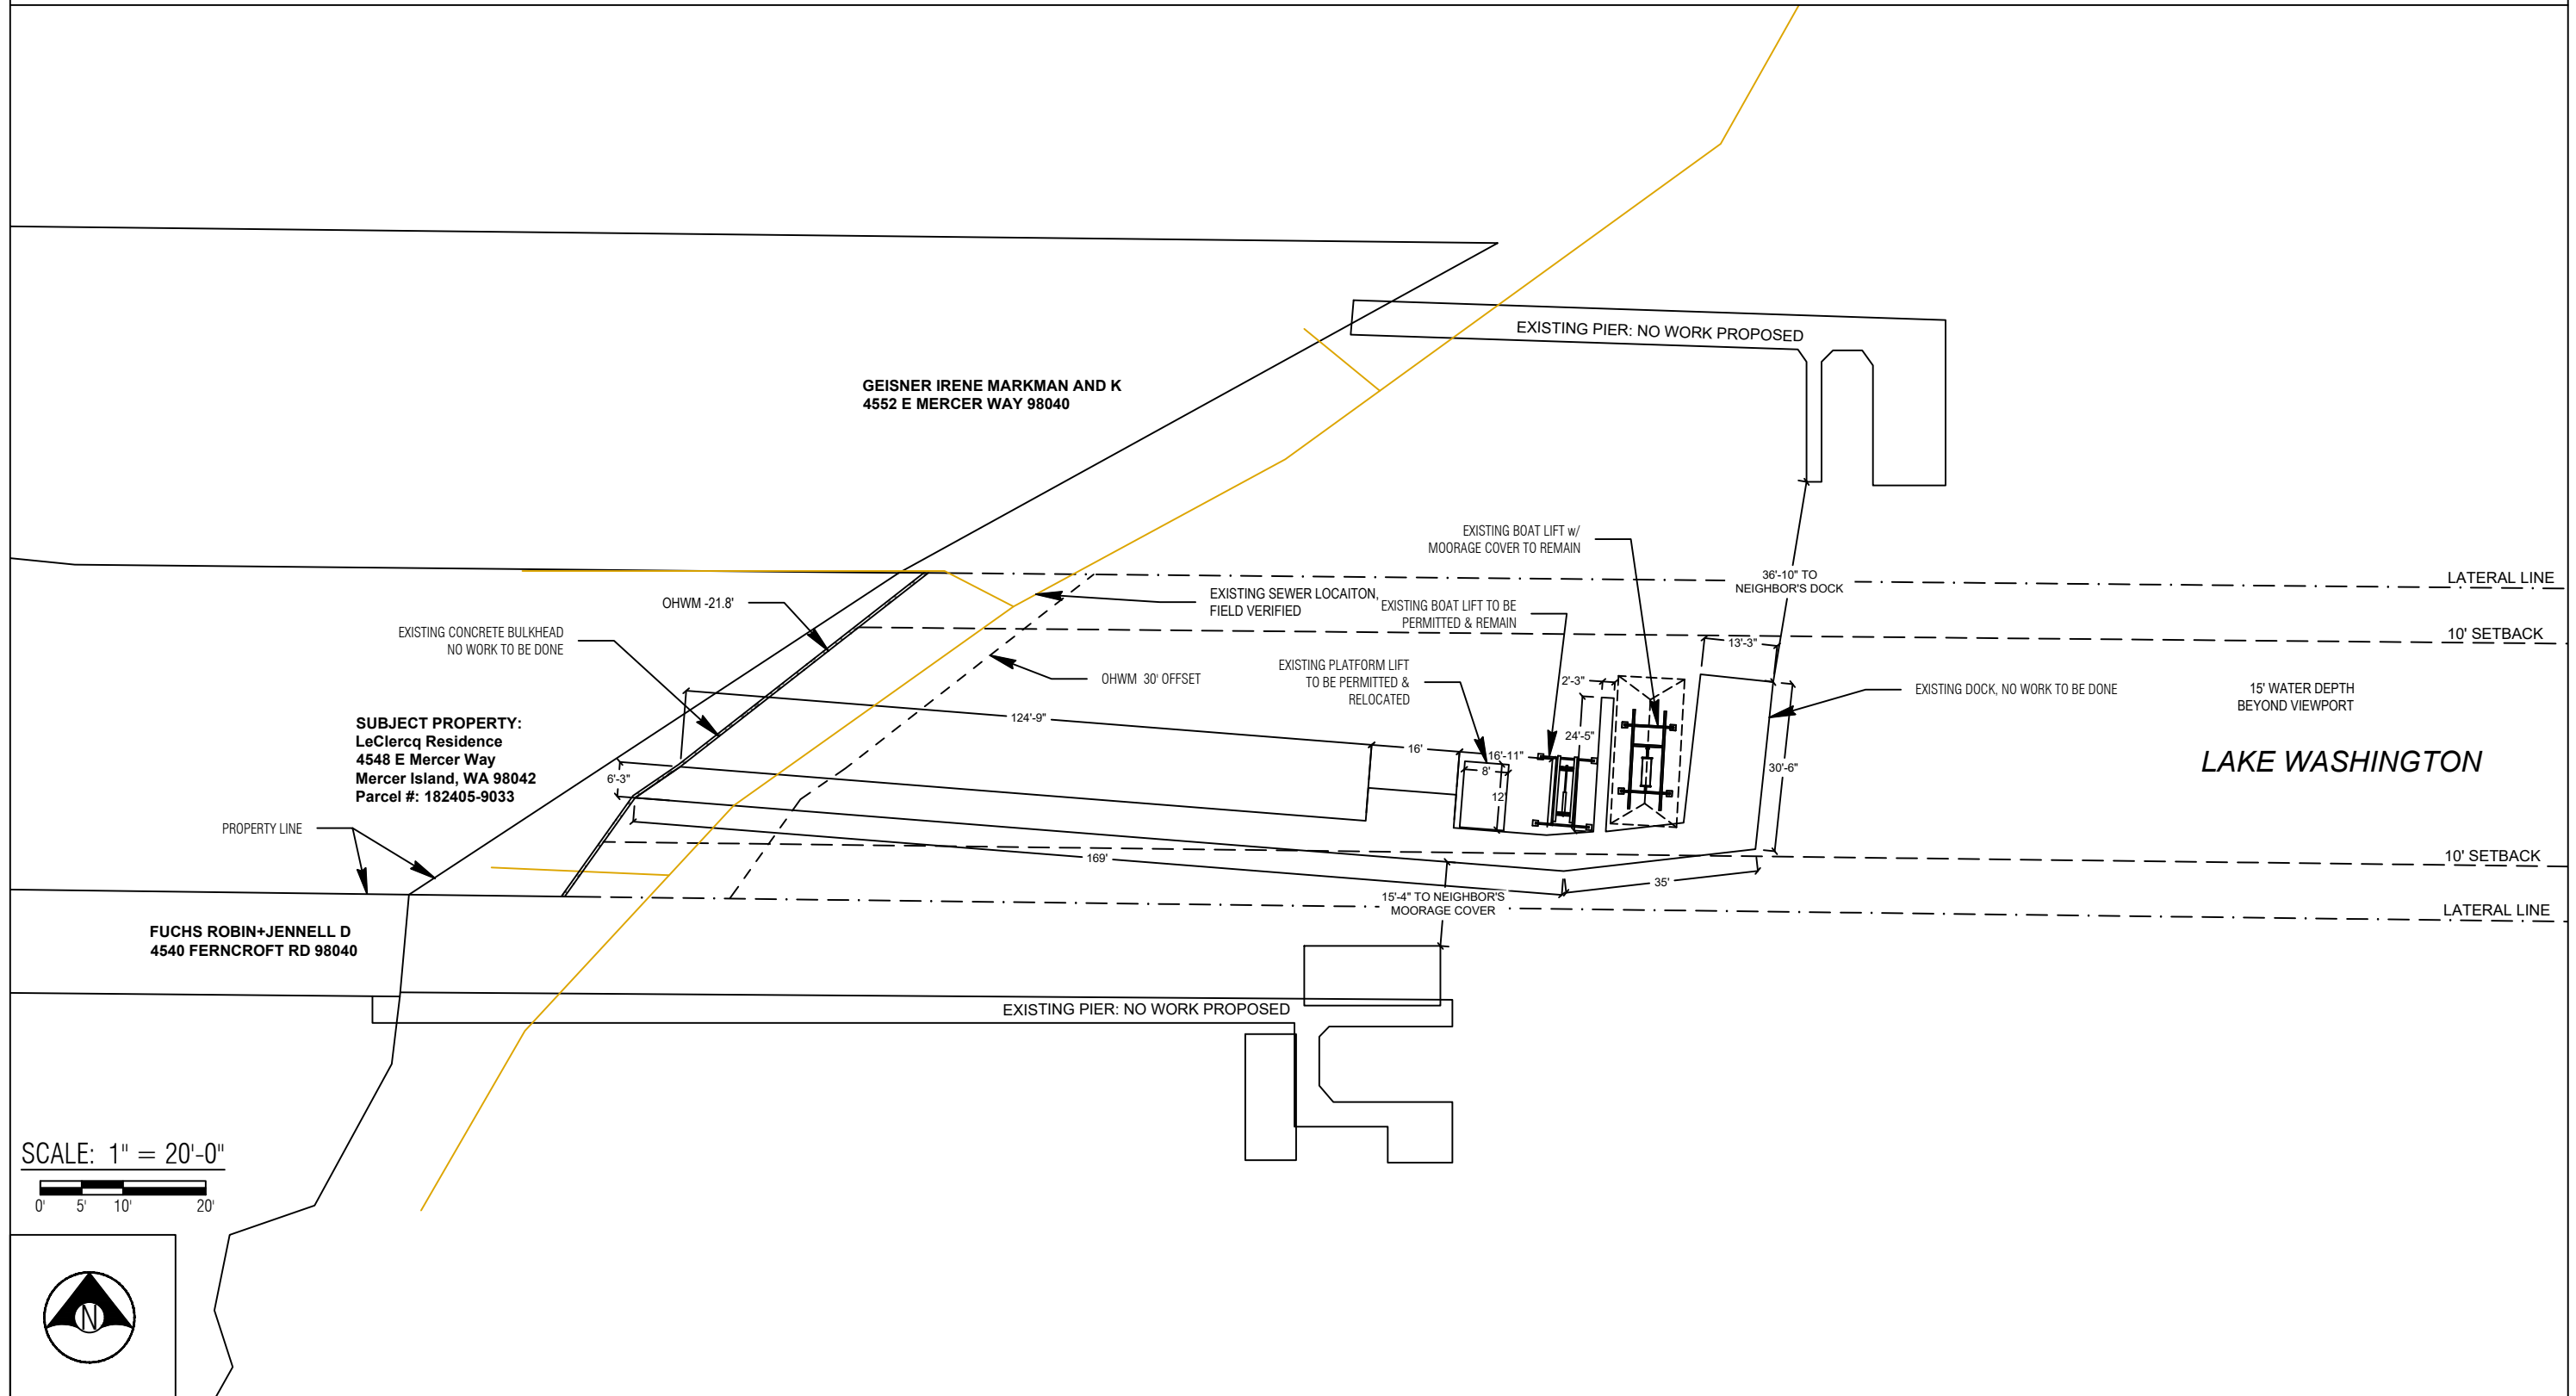 EXISTING PIER: NO WORK PROPOSED
GEISNER IRENE MARKMAN AND K
4552 E MERCER WAY 98040
EXISTING BOAT LIFT w/
MOORAGE COVER TO REMAIN
36'-10" TO
NEIGHBOR'S DOCK
LATERAL LINE
OHWM -21.8'
EXISTING SEWER LOCAITON,
FIELD VERIFIED
EXISTING BOAT LIFT TO BE
PERMITTED & REMAIN
EXISTING CONCRETE BULKHEAD
NO WORK TO BE DONE
10' SETBACK
13'-3"
EXISTING PLATFORM LIFT
TO BE PERMITTED &
RELOCATED
OHWM 30' OFFSET
2'-3"
EXISTING DOCK, NO WORK TO BE DONE
15' WATER DEPTH
BEYOND VIEWPORT
124'-9"
SUBJECT PROPERTY:
LeClercq Residence
4548 E Mercer Way
Mercer Island, WA 98042
Parcel #: 182405-9033
24'-5"
16'
16'-11"
LAKE WASHINGTON
6'-3"
8'
30'-6"
12'
PROPERTY LINE
169'
10' SETBACK
35'
15'-4" TO NEIGHBOR'S
MOORAGE COVER
LATERAL LINE
FUCHS ROBIN+JENNELL D
4540 FERNCROFT RD 98040
EXISTING PIER: NO WORK PROPOSED
SCALE: 1" = 20'-0"
0' 5' 10' 20'
N